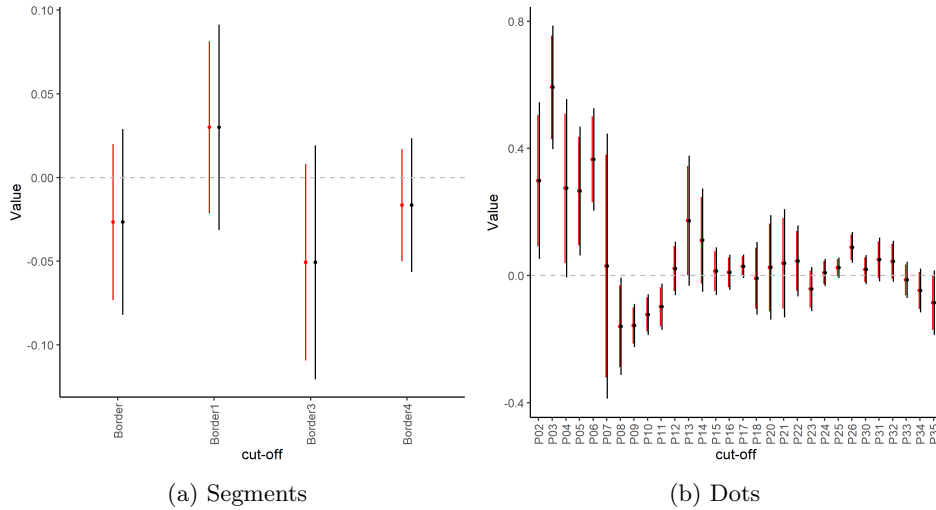 0.10
0.05
0.00
-0.05
-0.10
Value
Border
Border1
Border3
Border4
cut-off
(a) Segments
0.8
0.4
0.0
-0.4
Value
P02
P03
P04
P05
P06
P07
P08
P09
P10
P11
P12
P13
P14
P15
P16
P17
P18
P20
P21
P22
P23
P24
P25
P26
P30
P31
P32
P33
P34
P35
cut-off
(b) Dots